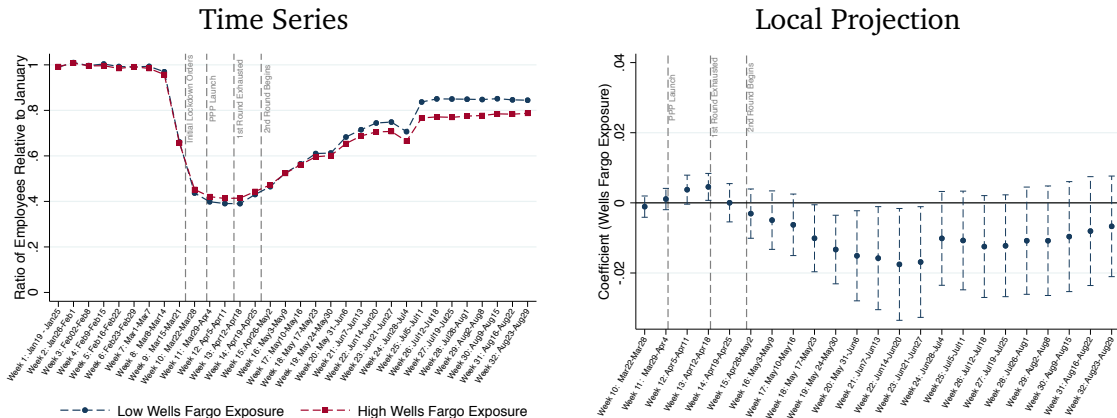 Time Series
Ratio of Employees Relative to January
1
.8
.6
.4
.2
0
Initial Lockdown Orders
PPP Launch
1st Round Exhausted
2nd Round Begins
Week 1: Jan19 - Jan25
Week 2: Jan26-Feb1
Week 3: Feb02-Feb8
Week 4: Feb9-Feb15
Week 5: Feb16-Feb22
Week 6: Feb23-Feb29
Week 7: Mar1-Mar7
Week 8: Mar8-Mar14
Week 9: Mar15-Mar21
Week 10: Mar22-Mar28
Week 11: Mar29-Apr4
Week 12: Apr5-Apr11
Week 13: Apr12-Apr18
Week 14: Apr19-Apr25
Week 15: Apr26-May2
Week 16: May3-May9
Week 17: May10-May16
Week 18: May 17-May23
Week 19: May 24-May30
Week 20: May 31-Jun6
Week 21: Jun7-Jun13
Week 22: Jun14-Jun20
Week 23: Jun21-Jun27
Week 24: Jun28-Jul4
Week 25: Jul5-Jul11
Week 26: Jul12-Jul18
Week 27: Jul19-Jul25
Week 28: Jul26-Aug1
Week 29: Aug2-Aug8
Week 30: Aug9-Aug15
Week 31: Aug16-Aug22
Week 32: Aug23-Aug29
Low Wells Fargo Exposure
High Wells Fargo Exposure
Local Projection
Coefficient (Wells Fargo Exposure)
.04
.02
0
-.02
PPP Launch
1st Round Exhausted
2nd Round Begins
Week 10: Mar22-Mar28
Week 11: Mar29-Apr4
Week 12: Apr5-Apr11
Week 13: Apr12-Apr18
Week 14: Apr19-Apr25
Week 15: Apr26-May2
Week 16: May3-May9
Week 17: May10-May16
Week 18: May 17-May23
Week 19: May 24-May30
Week 20: May 31-Jun6
Week 21: Jun7-Jun13
Week 22: Jun14-Jun20
Week 23: Jun21-Jun27
Week 24: Jun28-Jul4
Week 25: Jul5-Jul11
Week 26: Jul12-Jul18
Week 27: Jul19-Jul25
Week 28: Jul26-Aug1
Week 29: Aug2-Aug8
Week 30: Aug9-Aug15
Week 31: Aug16-Aug22
Week 32: Aug23-Aug29